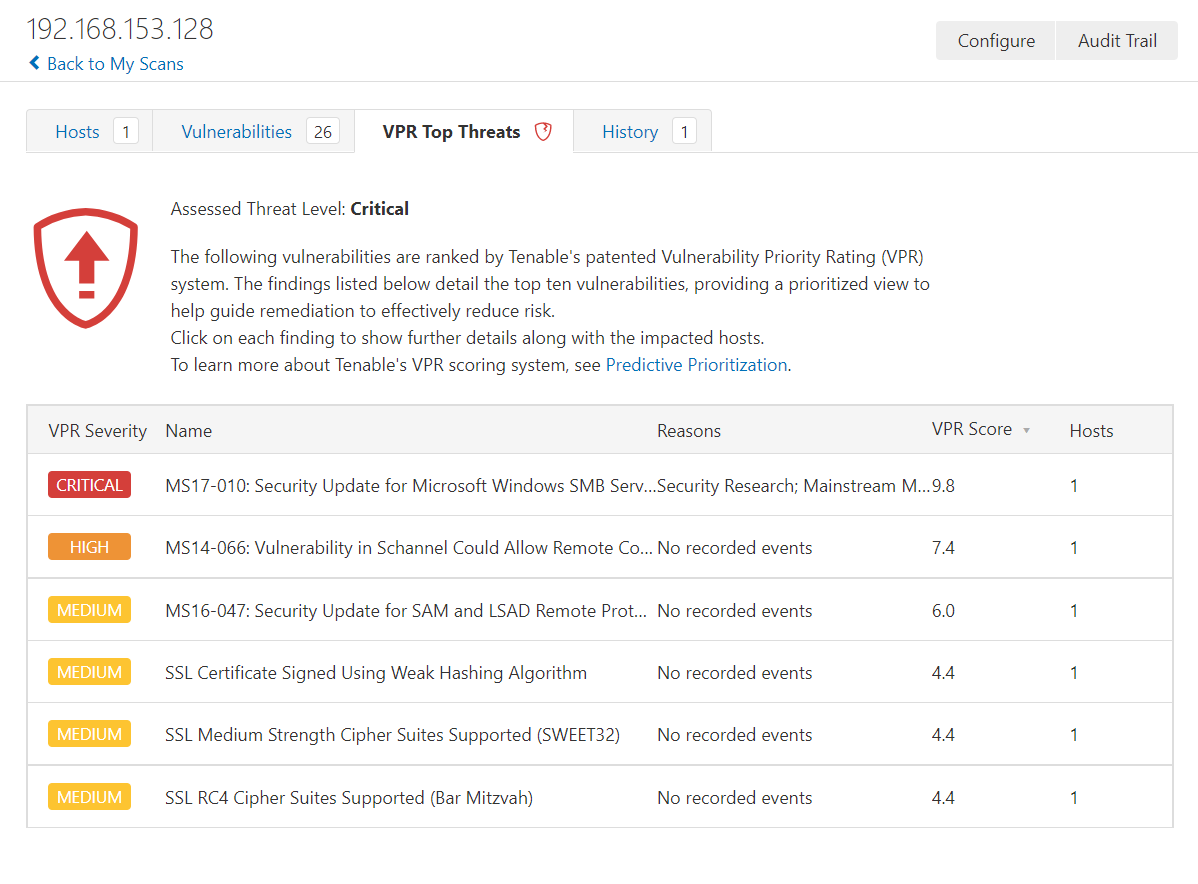 192.168.153.128
Back to My Scans
Configure
Audit Trail
Hosts 1
Vulnerabilities 26
VPR Top Threats
History 1
Assessed Threat Level: Critical
The following vulnerabilities are ranked by Tenable's patented Vulnerability Priority Rating (VPR)
system. The findings listed below detail the top ten vulnerabilities, providing a prioritized view to
help guide remediation to effectively reduce risk.
Click on each finding to show further details along with the impacted hosts.
To learn more about Tenable's VPR scoring system, see Predictive Prioritization.
VPR Severity Name Reasons VPR Score Hosts
CRITICAL MS17-010: Security Update for Microsoft Windows SMB Serv... Security Research; Mainstream M... 9.8 1
HIGH MS14-066: Vulnerability in Schannel Could Allow Remote Co... No recorded events 7.4 1
MEDIUM MS16-047: Security Update for SAM and LSAD Remote Prot... No recorded events 6.0 1
MEDIUM SSL Certificate Signed Using Weak Hashing Algorithm No recorded events 4.4 1
MEDIUM SSL Medium Strength Cipher Suites Supported (SWEET32) No recorded events 4.4 1
MEDIUM SSL RC4 Cipher Suites Supported (Bar Mitzvah) No recorded events 4.4 1